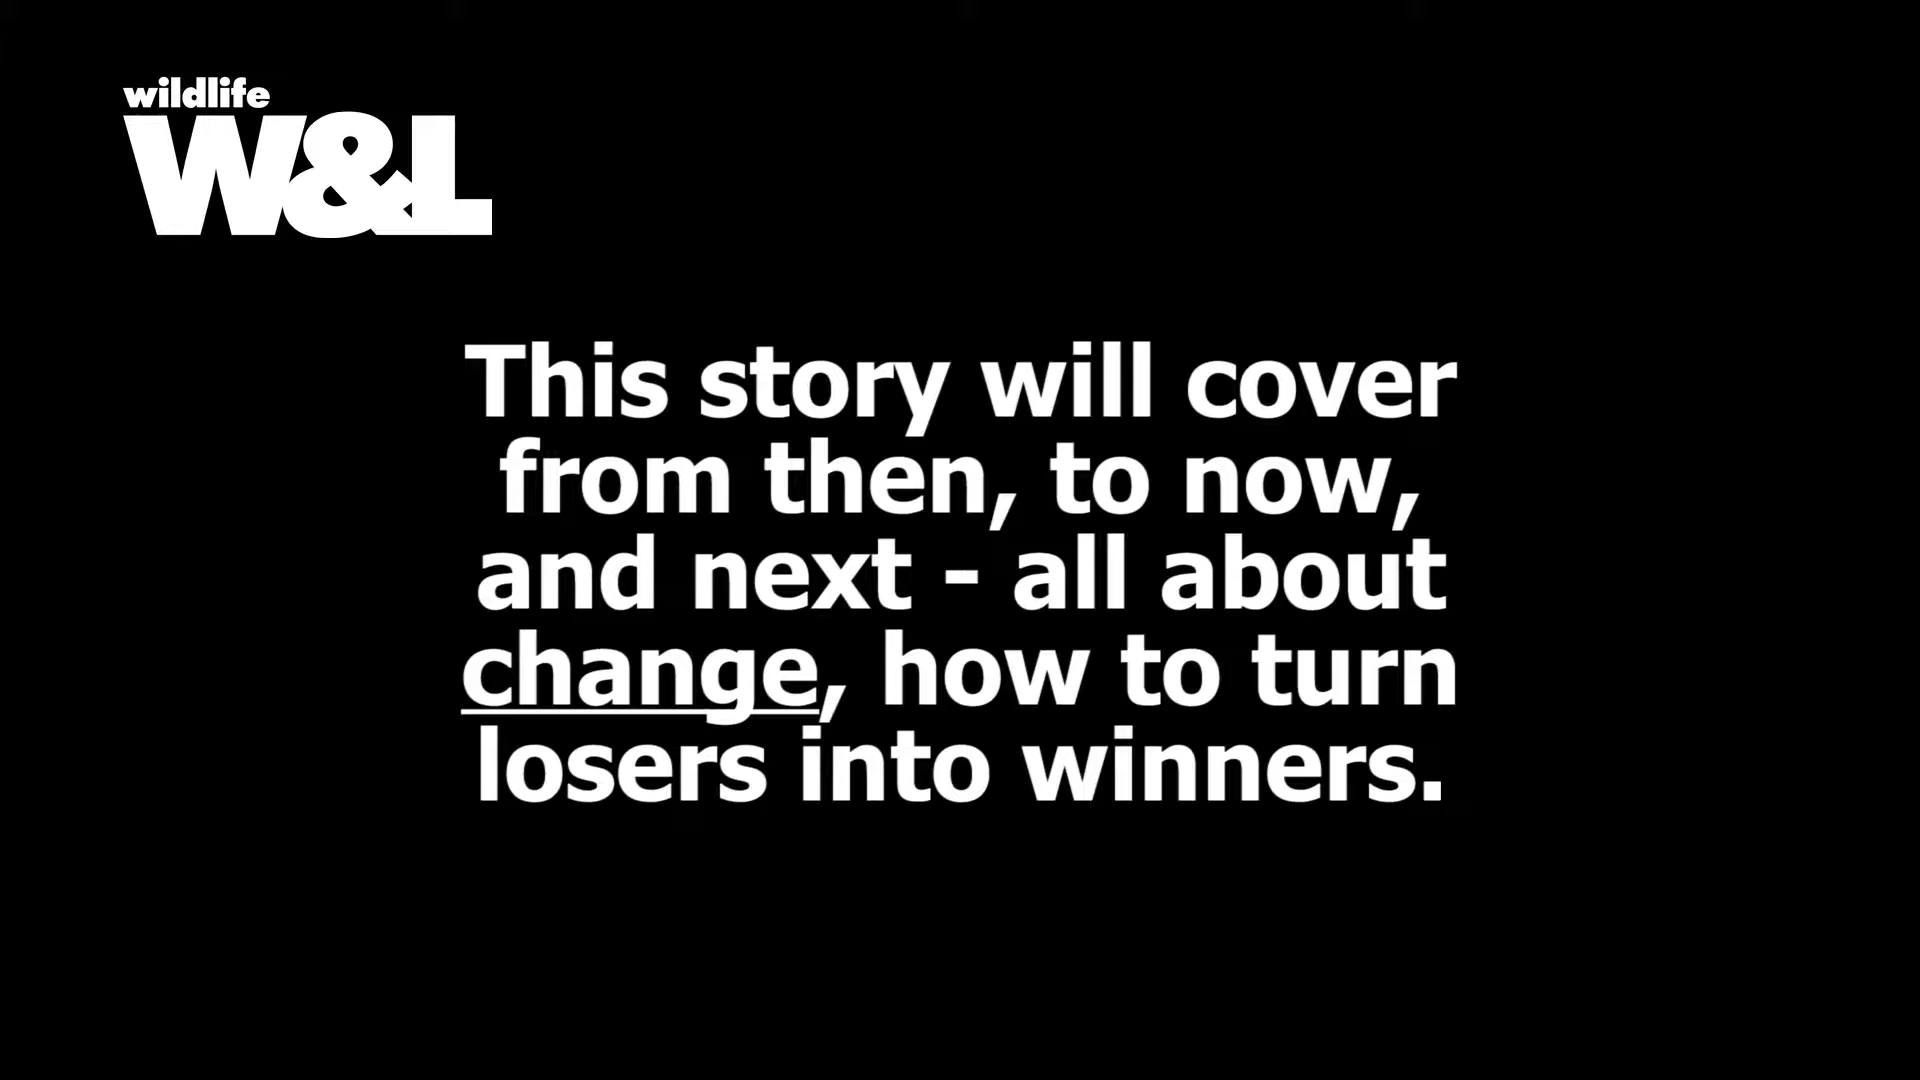 wildlife
W&L
This story will cover
from then, to now,
and next - all about
change, how to turn
losers into winners.